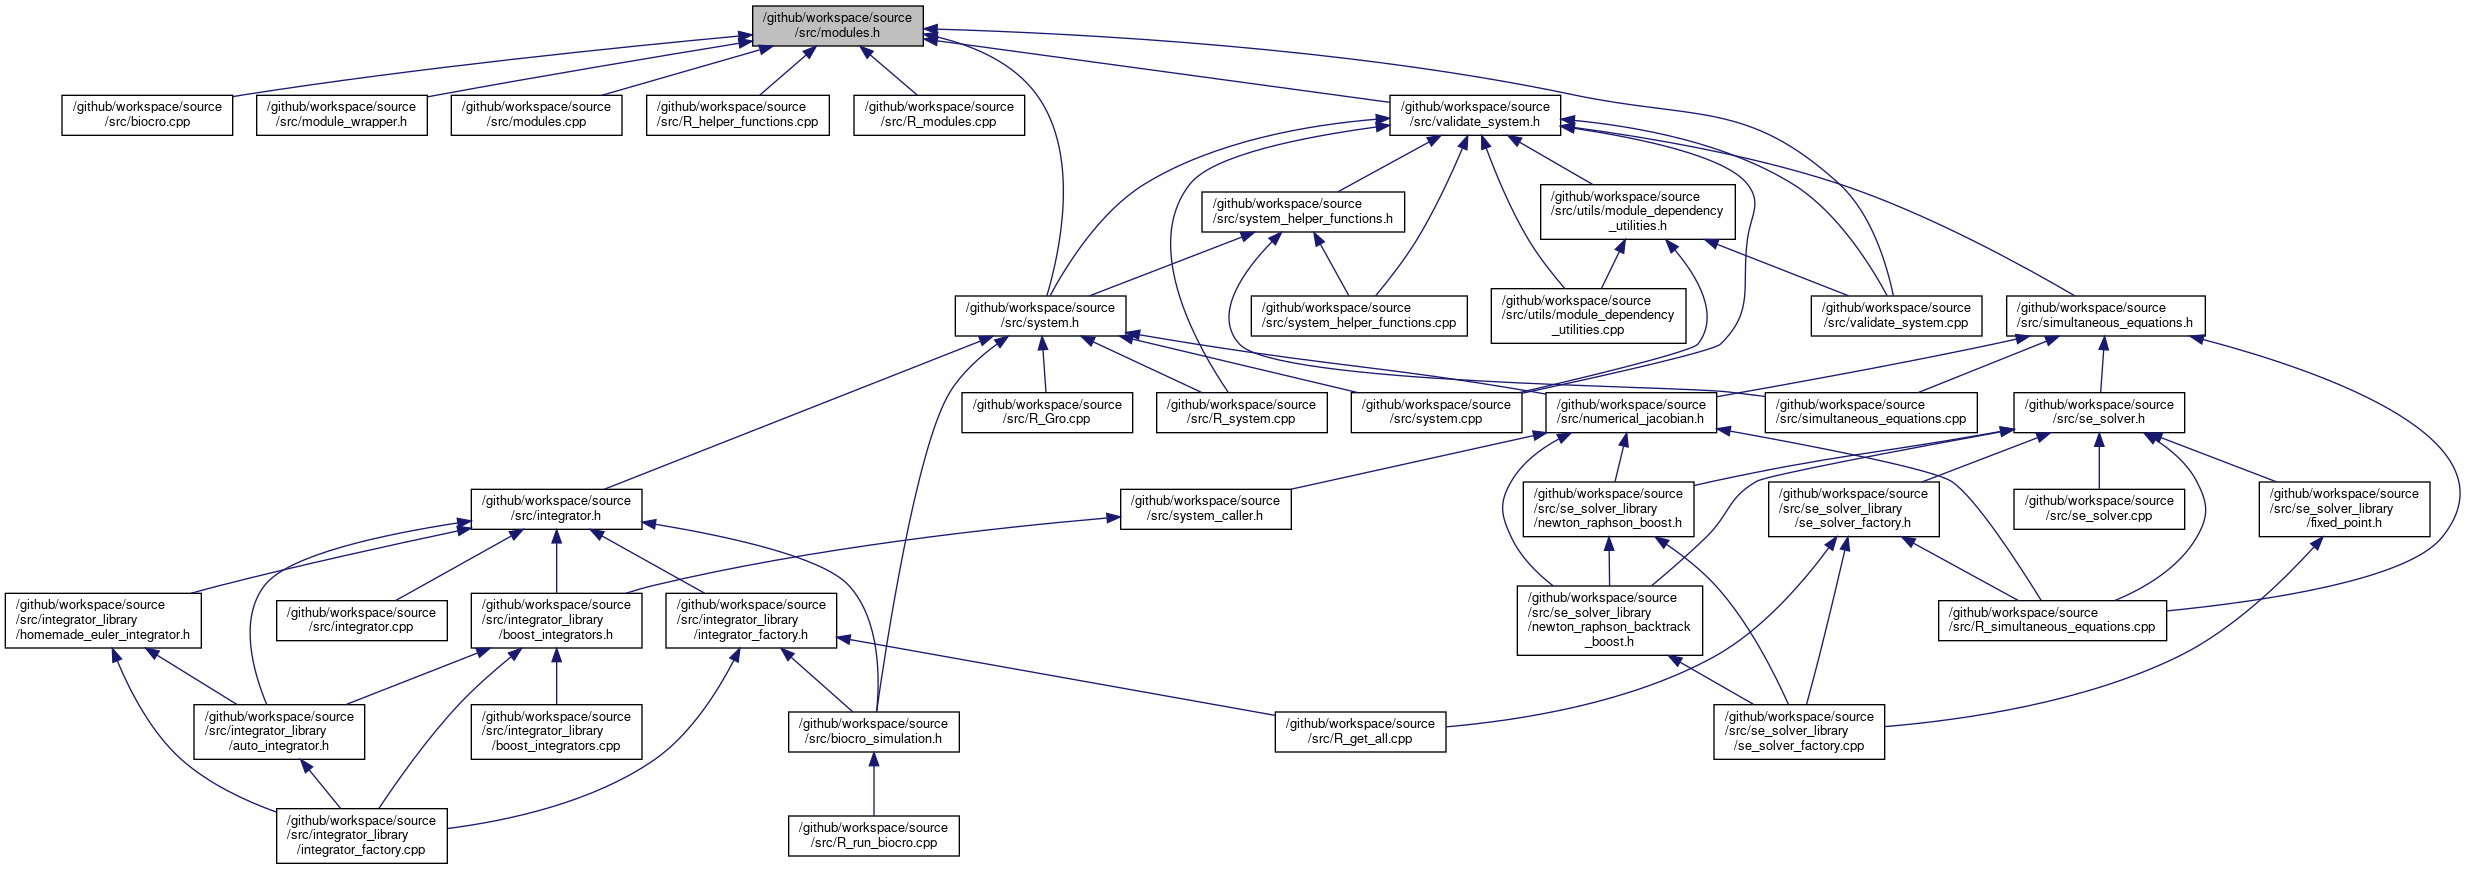 /github/workspace/source
/src/modules.h
/github/workspace/source
/src/biocro.cpp
/github/workspace/source
/src/module_wrapper.h
/github/workspace/source
/src/modules.cpp
/github/workspace/source
/src/R_helper_functions.cpp
/github/workspace/source
/src/R_modules.cpp
/github/workspace/source
/src/validate_system.h
/github/workspace/source
/src/system_helper_functions.h
/github/workspace/source
/src/utils/module_dependency
_utilities.h
/github/workspace/source
/src/system.h
/github/workspace/source
/src/system_helper_functions.cpp
/github/workspace/source
/src/utils/module_dependency
_utilities.cpp
/github/workspace/source
/src/validate_system.cpp
/github/workspace/source
/src/simultaneous_equations.h
/github/workspace/source
/src/R_Gro.cpp
/github/workspace/source
/src/R_system.cpp
/github/workspace/source
/src/system.cpp
/github/workspace/source
/src/numerical_jacobian.h
/github/workspace/source
/src/simultaneous_equations.cpp
/github/workspace/source
/src/se_solver.h
/github/workspace/source
/src/integrator.h
/github/workspace/source
/src/system_caller.h
/github/workspace/source
/src/se_solver_library
/newton_raphson_boost.h
/github/workspace/source
/src/se_solver_library
/se_solver_factory.h
/github/workspace/source
/src/se_solver.cpp
/github/workspace/source
/src/se_solver_library
/fixed_point.h
/github/workspace/source
/src/integrator_library
/homemade_euler_integrator.h
/github/workspace/source
/src/integrator.cpp
/github/workspace/source
/src/integrator_library
/boost_integrators.h
/github/workspace/source
/src/integrator_library
/integrator_factory.h
/github/workspace/source
/src/se_solver_library
/newton_raphson_backtrack
_boost.h
/github/workspace/source
/src/R_simultaneous_equations.cpp
/github/workspace/source
/src/integrator_library
/auto_integrator.h
/github/workspace/source
/src/integrator_library
/boost_integrators.cpp
/github/workspace/source
/src/biocro_simulation.h
/github/workspace/source
/src/R_get_all.cpp
/github/workspace/source
/src/se_solver_library
/se_solver_factory.cpp
/github/workspace/source
/src/integrator_library
/integrator_factory.cpp
/github/workspace/source
/src/R_run_biocro.cpp